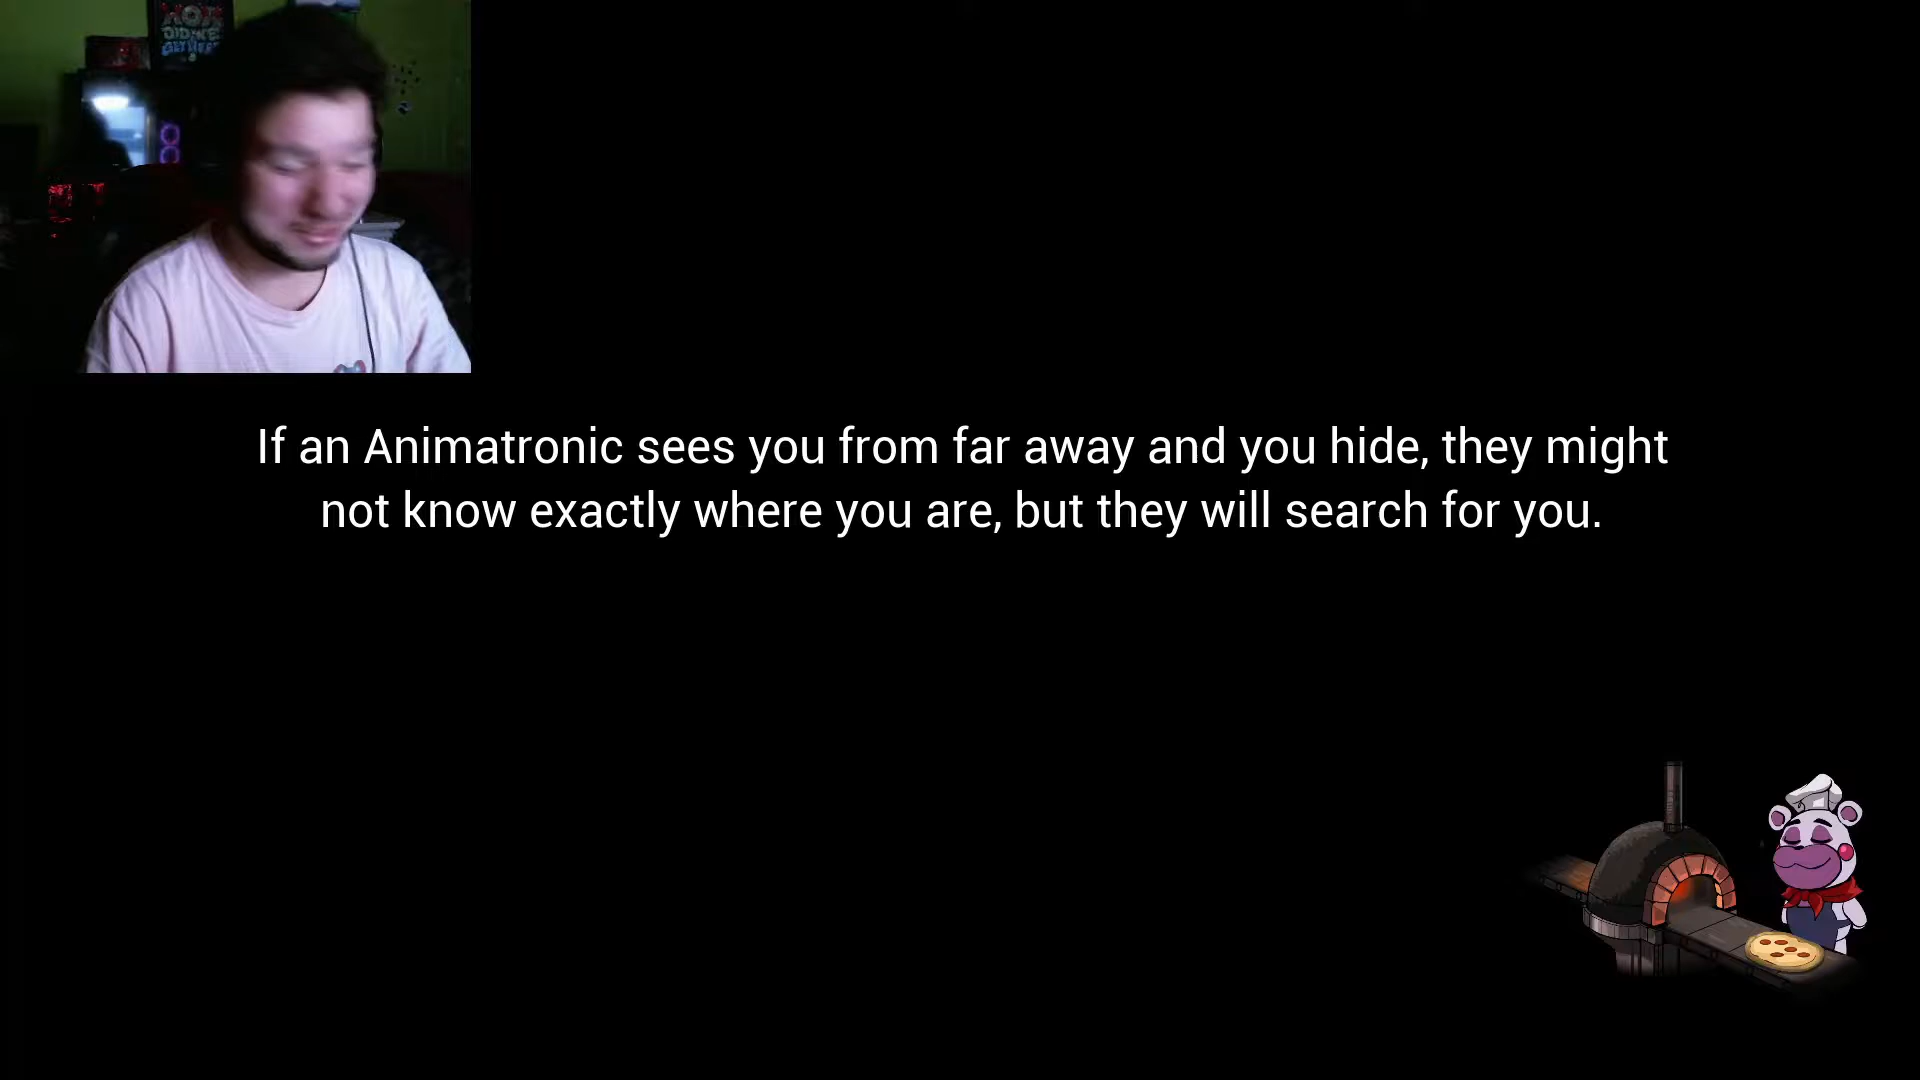 If an Animatronic sees you from far away and you hide, they might
not know exactly where you are, but they will search for you.